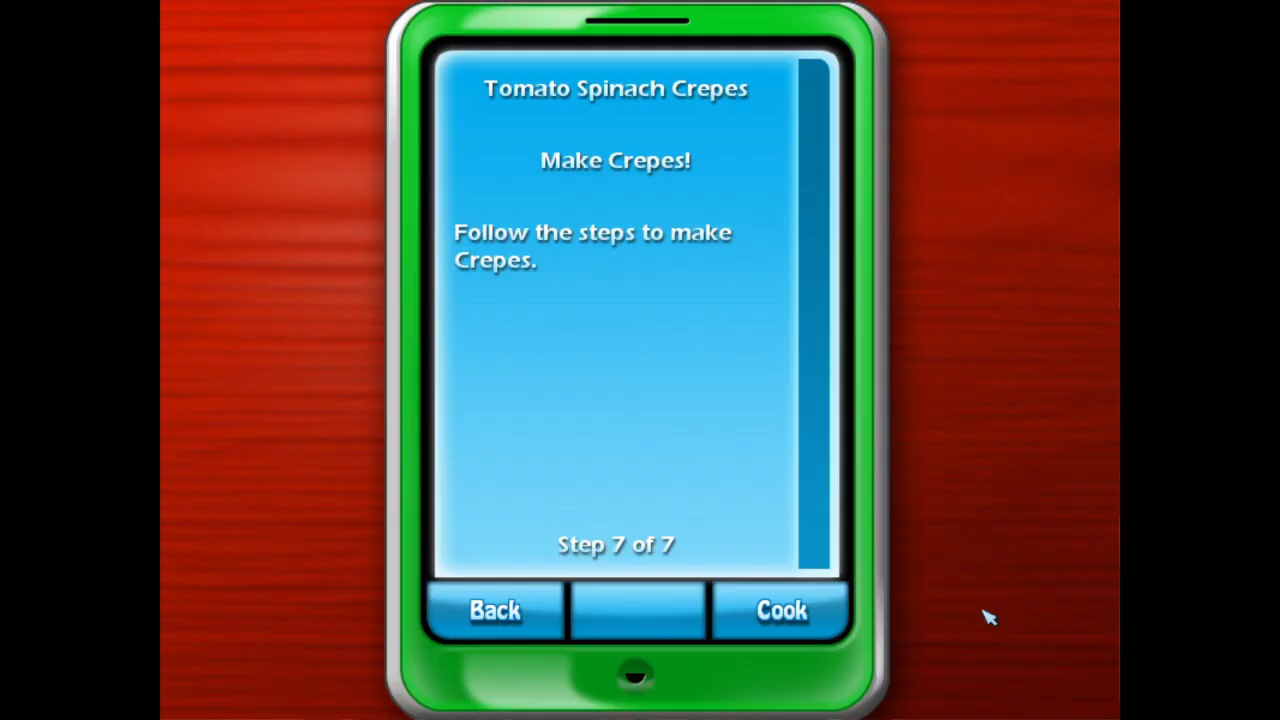 Tomato Spinach Crepes
Make Crepes!
Follow the steps to make
Crepes.
Step 7 of 7
Back
Cook